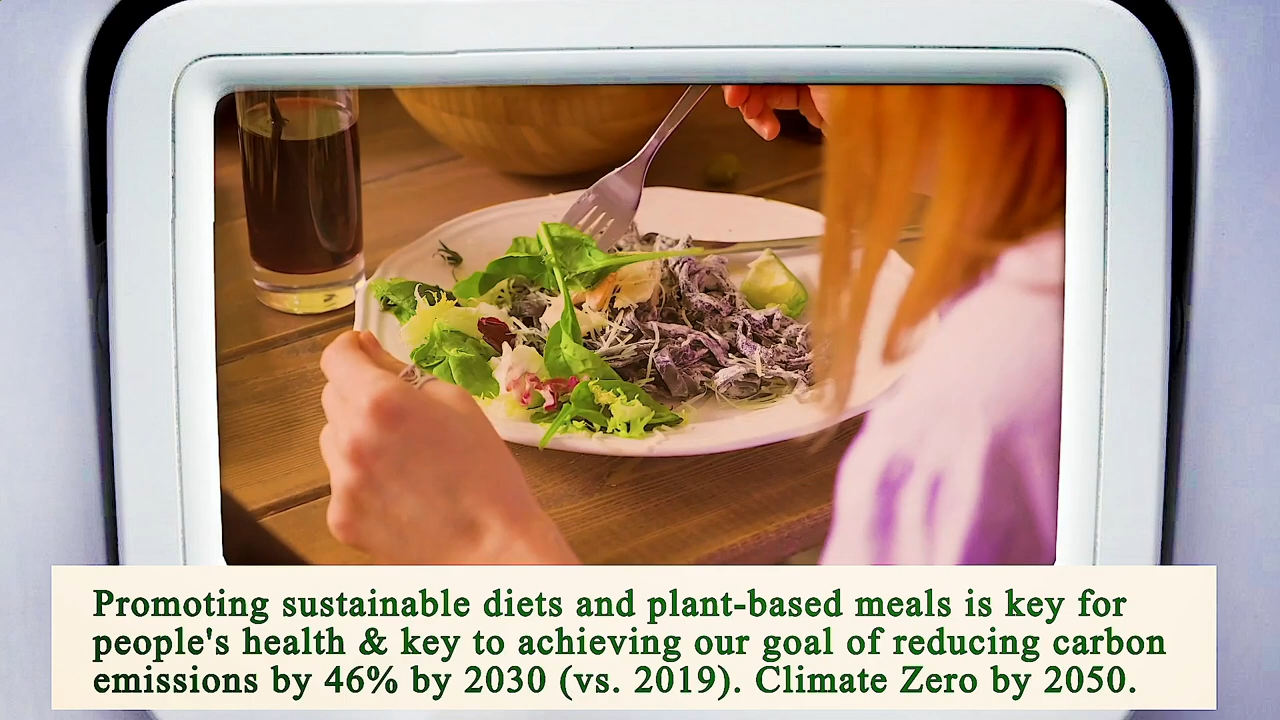 Promoting sustainable diets and plant-based meals is key for
people's health & key to achieving our goal of reducing carbon
emissions by 46% by 2030 (vs. 2019). Climate Zero by 2050.